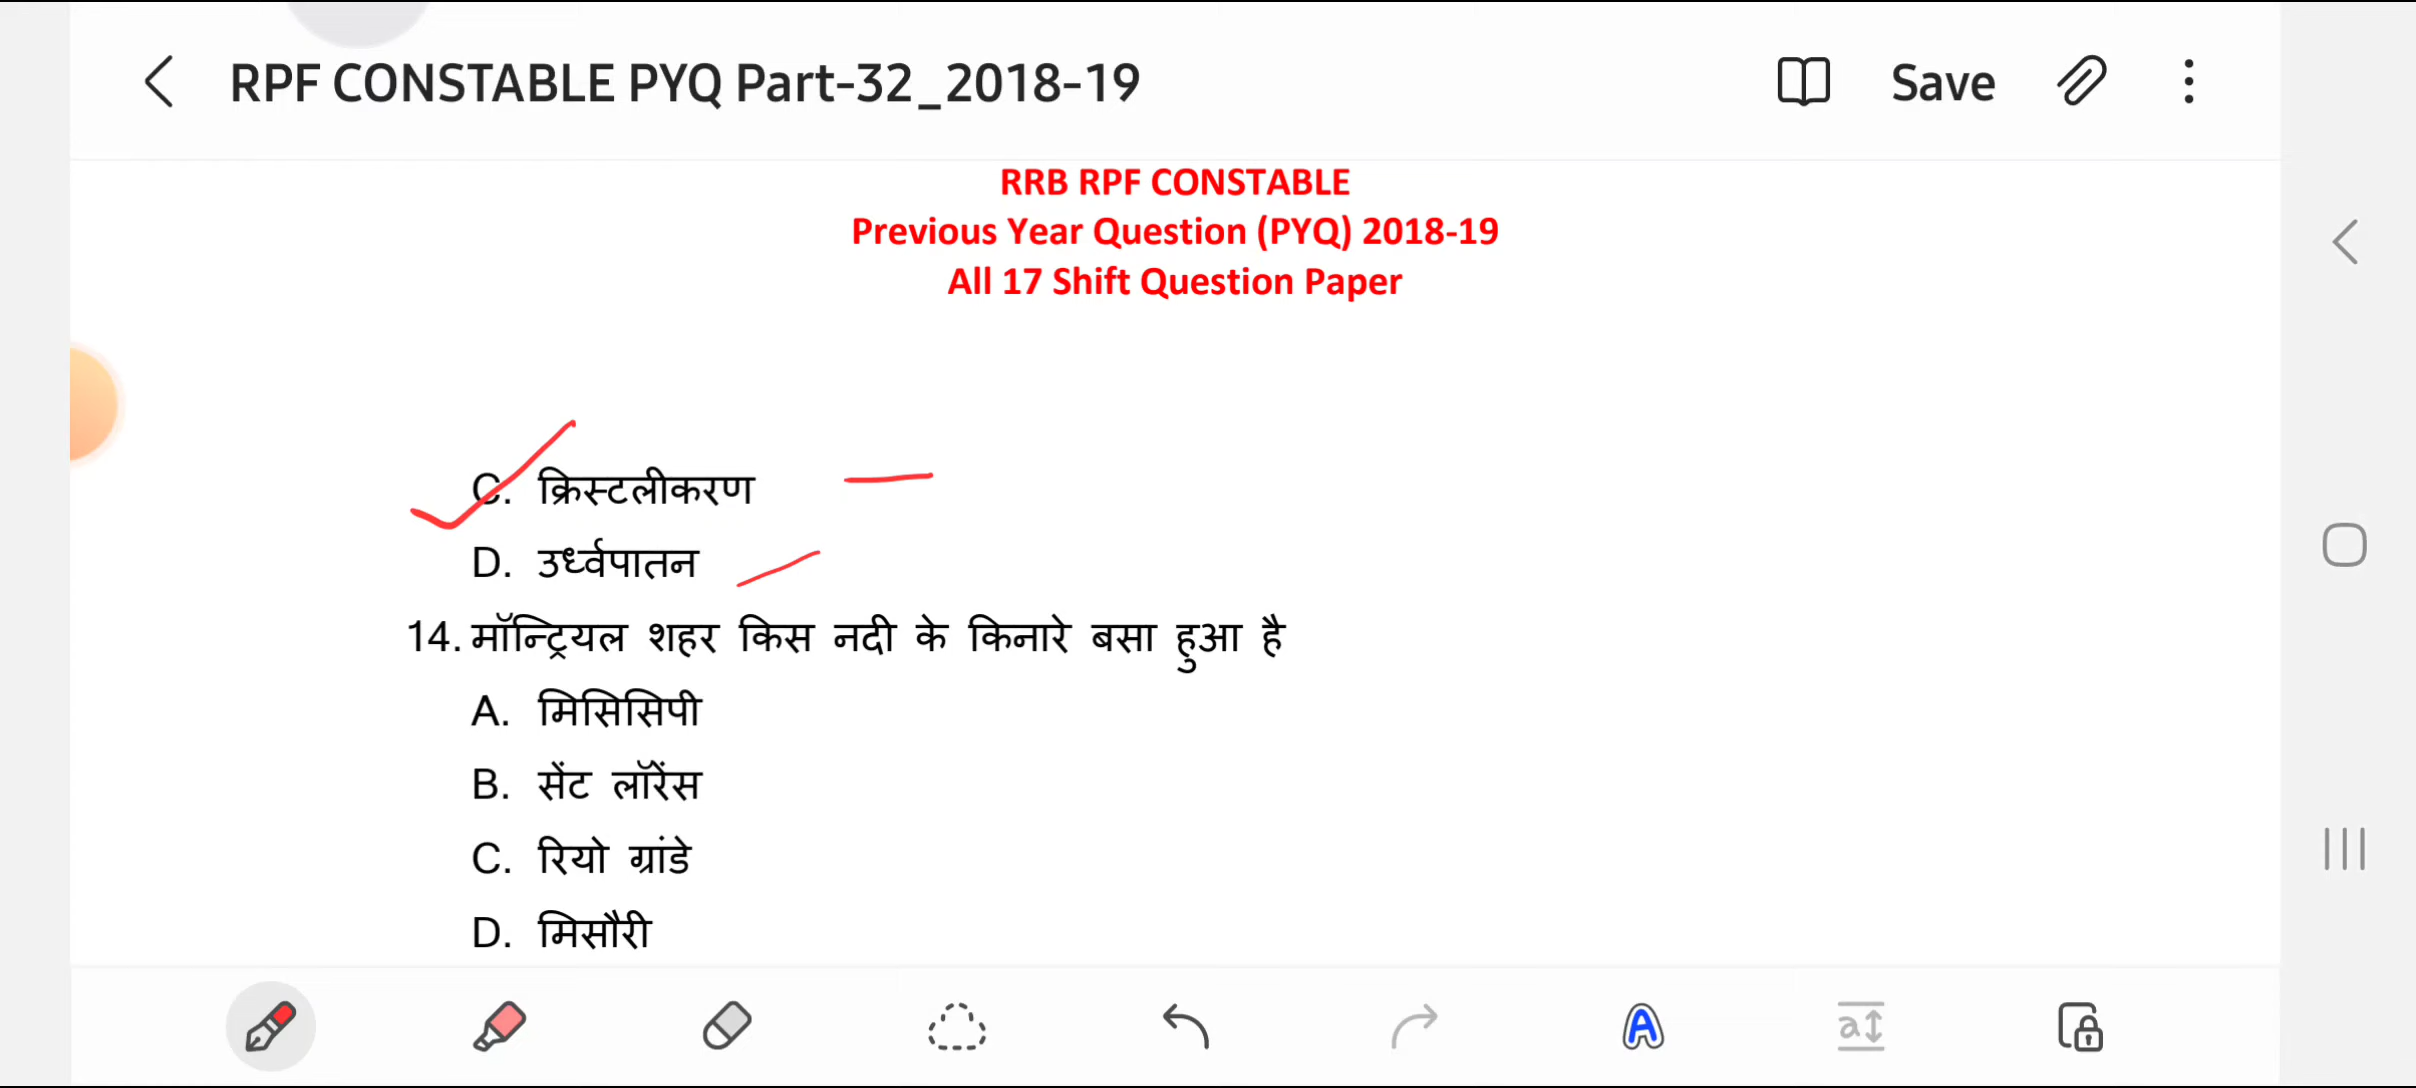 RPF CONSTABLE PYQ Part-32_2018-19 Save
RRB RPF CONSTABLE
Previous Year Question (PYQ) 2018-19
All 17 Shift Question Paper
C. क्रिस्टलीकरण
D. उर्ध्वपातन
14. मॉन्ट्रियल शहर किस नदी के किनारे बसा हुआ है
A. मिसिसिपी
B. सेंट लॉरेंस
C. रियो ग्रांडे
D. मिसौरी